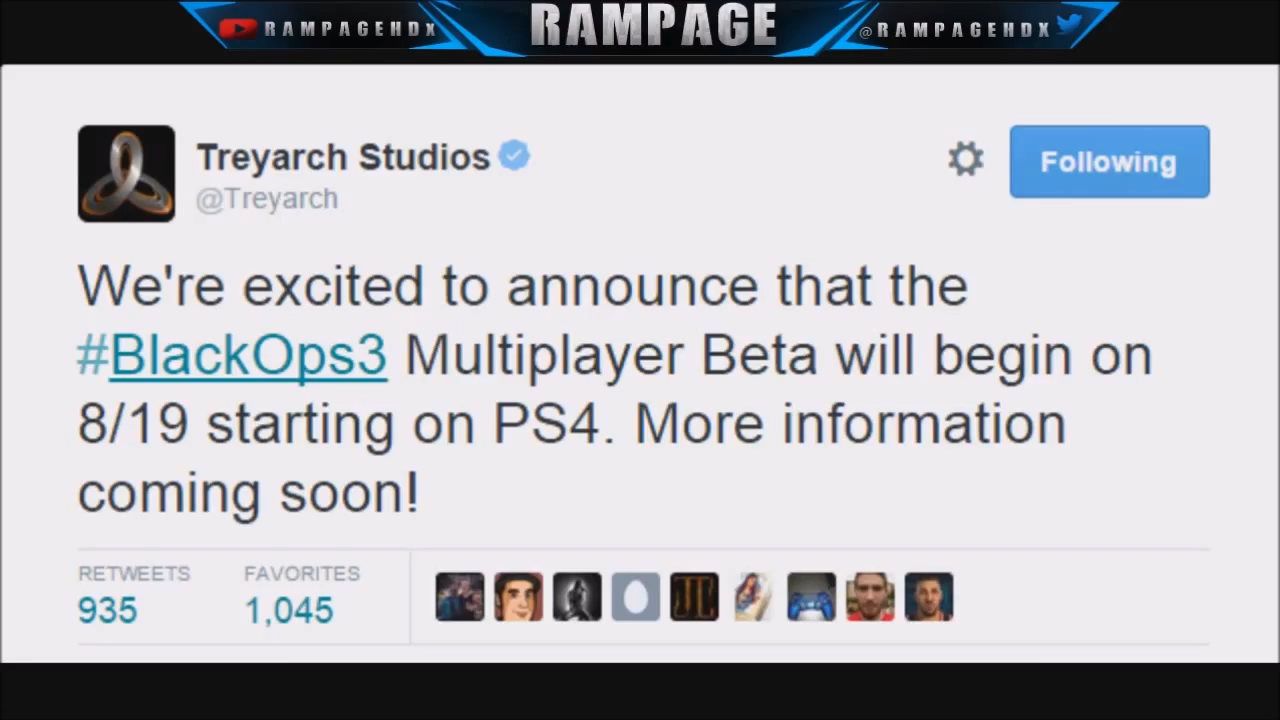 RAMPAGEHDx
RAMPAGE
@RAMPAGEHDX
Treyarch Studios
@Treyarch
Following
We're excited to announce that the
#BlackOps3 Multiplayer Beta will begin on
8/19 starting on PS4. More information
coming soon!
RETWEETS
FAVORITES
935
1,045